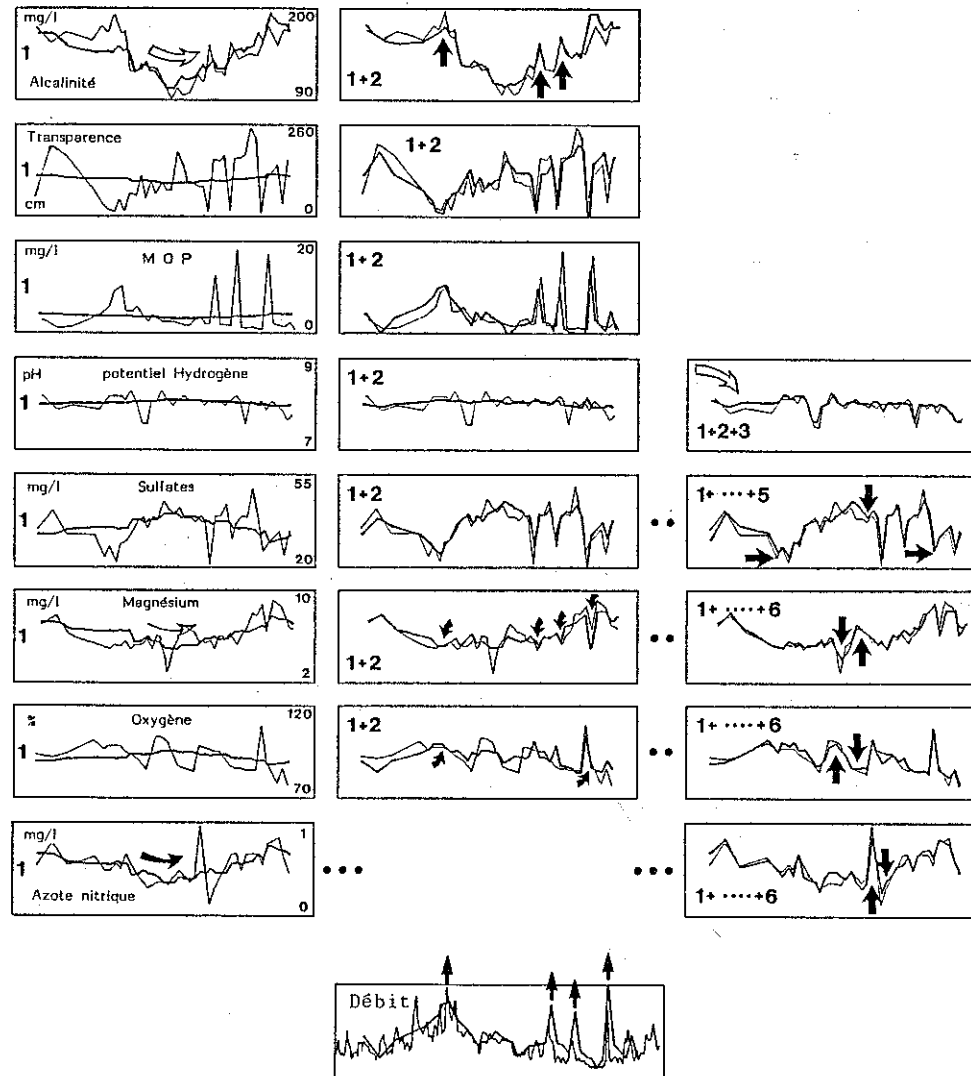 mg/l 200
1
Alcalinité 90
1+2
Transparence 260
1
cm 0
1+2
mg/l M O P 20
1
0
1+2
pH potentiel Hydrogène 9
1
7
1+2
1+2+3
mg/l Sulfates 55
1
20
1+2
••
1+ ····· +5
mg/l Magnésium 10
1
2
1+2
••
1+ ····· +6
% Oxygène 120
1
70
1+2
••
1+ ····· +6
mg/l 1
1
Azote nitrique 0
•••
•••
1+ ····· +6
Débit